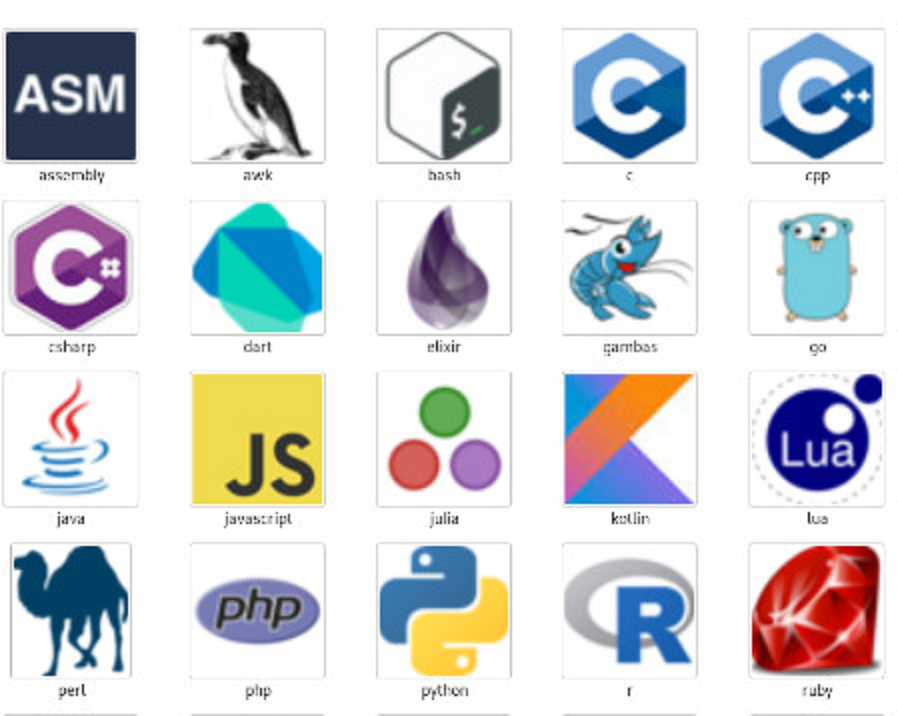 ASM
$_
C
C++
assembly
awk
bash
c
cpp
C#
csharp
dart
elixir
gambas
go
JS
Lua
java
javascript
julia
kotlin
lua
php
R
perl
php
python
r
ruby